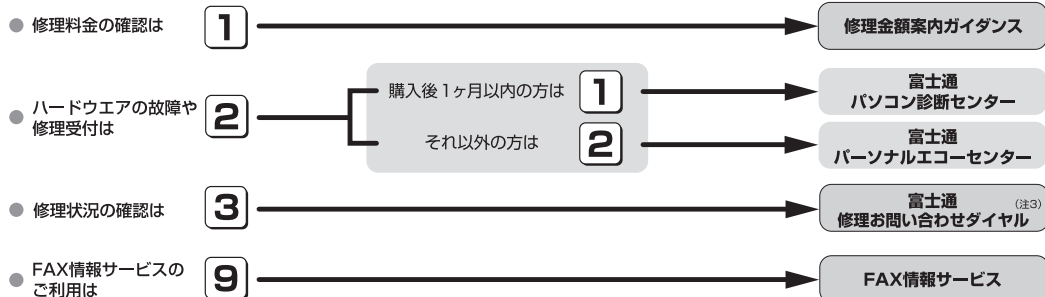 修理料金の確認は 1 修理金額案内ガイダンス
ハードウエアの故障や
修理受付は 2
購入後1ヶ月以内の方は 1
富士通
パソコン診断センター
それ以外の方は 2
富士通
パーソナルエコーセンター
修理状況の確認は 3
富士通 (注3)
修理お問い合わせダイヤル
FAX情報サービスの
ご利用は 9
FAX情報サービス